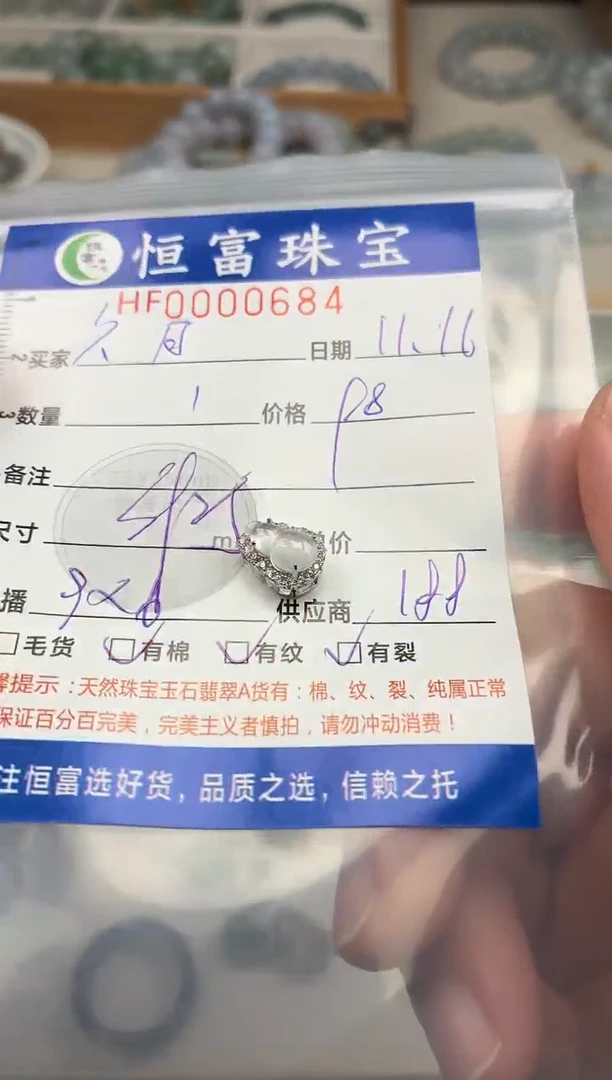 恒富珠宝
HF0000684
买家 日期 11.16
数量 1 价格 98
备注
尺寸 价
播 供应商 188
毛货 有棉 有纹 有裂
提示：天然珠宝玉石翡翠A货有：棉、纹、裂、纯属正常
保证百分百完美，完美主义者慎拍，请勿冲动消费！
注恒富选好货，品质之选，信赖之托